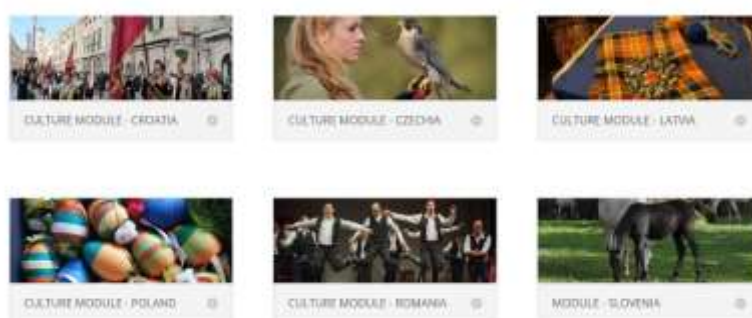 CULTURE MODULE - CROATIA
CULTURE MODULE - CZECHIA
CULTURE MODULE - LATVIA
CULTURE MODULE - POLAND
CULTURE MODULE - ROMANIA
MODULE - SLOVENIA